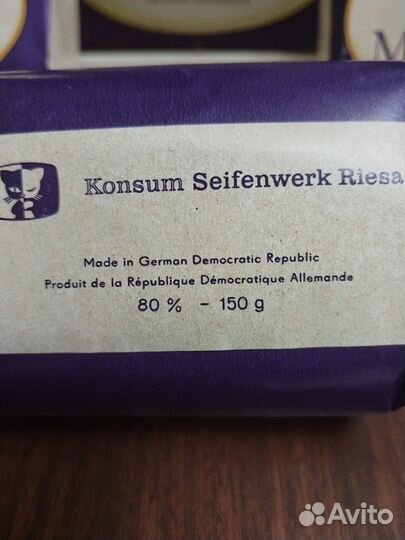 M
Konsum Seifenwerk Riesa
Made in German Democratic Republic
Produit de la République Démocratique Allemande
80 % - 150 g
Avito